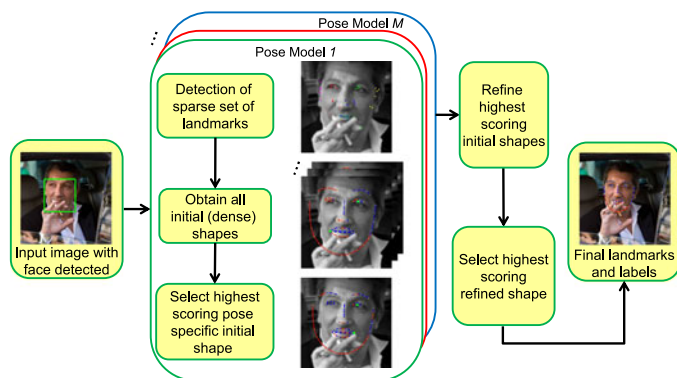 Pose Model M
Pose Model 1
Detection of
sparse set of
landmarks
Obtain all
initial (dense)
shapes
Select highest
scoring pose
specific initial
shape
Input image with
face detected
Refine
highest
scoring
initial shapes
Select highest
scoring
refined shape
Final landmarks
and labels